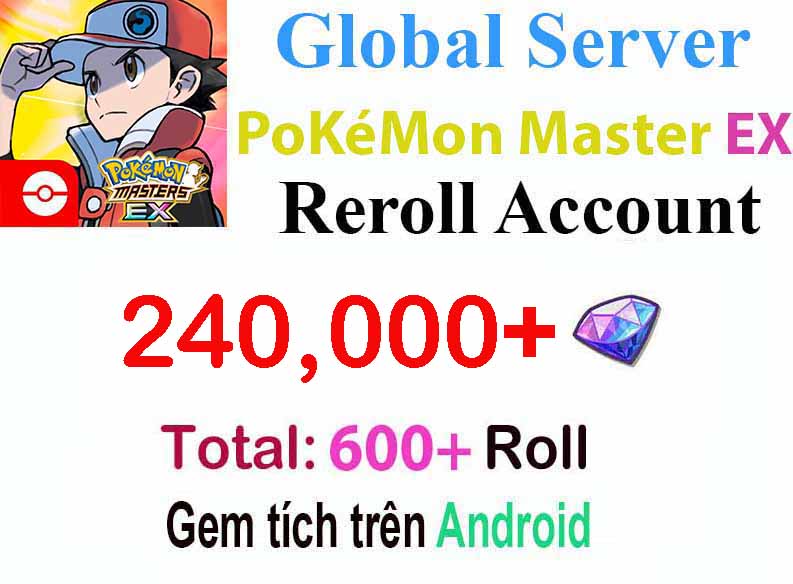 Global Server
PoKéMon Master EX
POKéMON
MASTERS
EX
Reroll Account
240,000+
Total: 600+ Roll
Gem tích trên Android